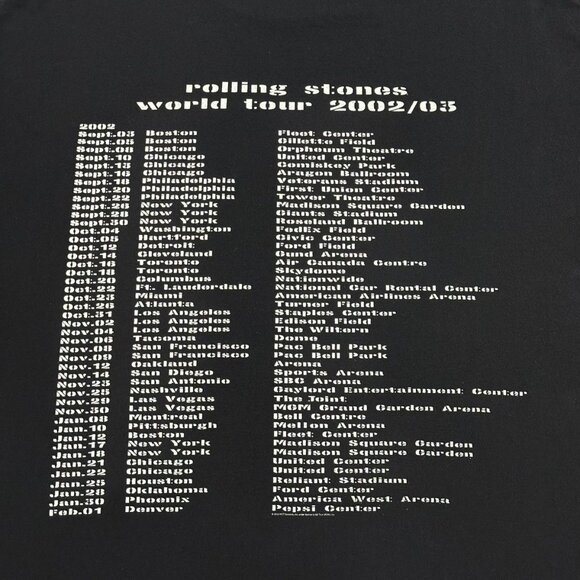 rolling stones
world tour 2002/03
2002
Sept.03 Boston Fleet Center
Sept.05 Boston Gillette Field
Sept.08 Boston Orpheum Theatre
Sept.10 Chicago United Center
Sept.13 Chicago Comiskey Park
Sept.16 Chicago Aragon Ballroom
Sept.18 Philadelphia Veterans Stadium
Sept.20 Philadelphia First Union Center
Sept.22 Philadelphia Tower Theatre
Sept.26 New York Madison Square Garden
Sept.28 New York Giants Stadium
Sept.30 New York Roseland Ballroom
Oct.04 Washington FedEx Field
Oct.05 Hartford Civic Center
Oct.12 Detroit Ford Field
Oct.14 Cleveland Gund Arena
Oct.16 Toronto Air Canada Centre
Oct.18 Toronto Skydome
Oct.20 Columbus Nationwide
Oct.22 Ft. Lauderdale National Car Rental Center
Oct.23 Miami American Airlines Arena
Oct.26 Atlanta Turner Field
Oct.31 Los Angeles Staples Center
Nov.02 Los Angeles Edison Field
Nov.04 Los Angeles The Wiltern
Nov.06 Tacoma Dome
Nov.08 San Francisco Pac Bell Park
Nov.09 San Francisco Pac Bell Park
Nov.12 Oakland Arena
Nov.14 San Diego Sports Arena
Nov.23 San Antonio SBC Arena
Nov.25 Nashville Gaylord Entertainment Center
Nov.29 Las Vegas The Joint
Nov.30 Las Vegas MGM Grand Garden Arena
Jan.08 Montreal Bell Centre
Jan.10 Pittsburgh Mellon Arena
Jan.12 Boston Fleet Center
Jan.17 New York Madison Square Garden
Jan.18 New York Madison Square Garden
Jan.21 Chicago United Center
Jan.22 Chicago United Center
Jan.25 Houston Reliant Stadium
Jan.28 Oklahoma Ford Center
Jan.30 Phoenix America West Arena
Feb.01 Denver Pepsi Center